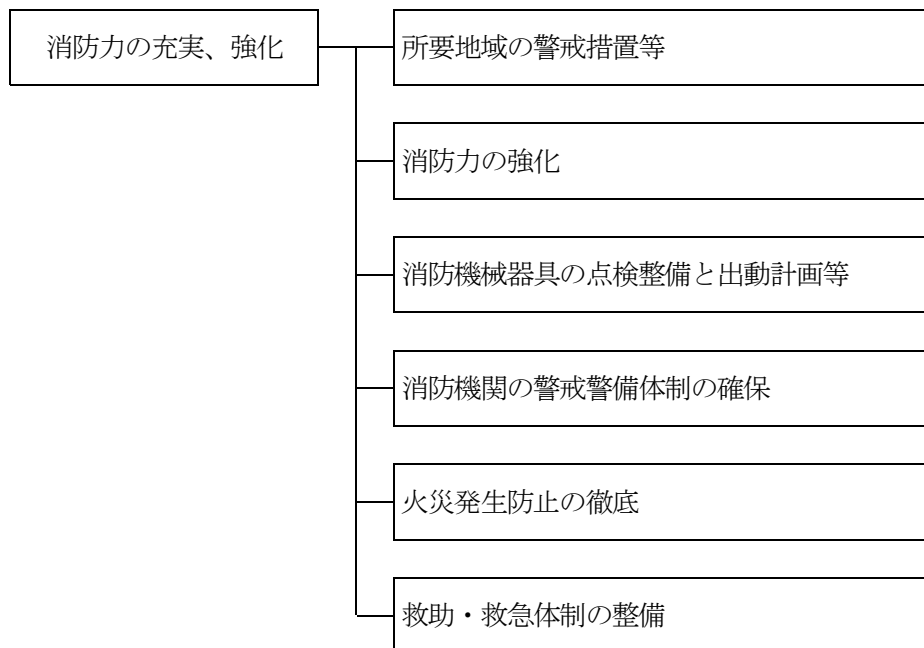 消防力の充実、強化
所要地域の警戒措置等
消防力の強化
消防機械器具の点検整備と出動計画等
消防機関の警戒警備体制の確保
火災発生防止の徹底
救助・救急体制の整備